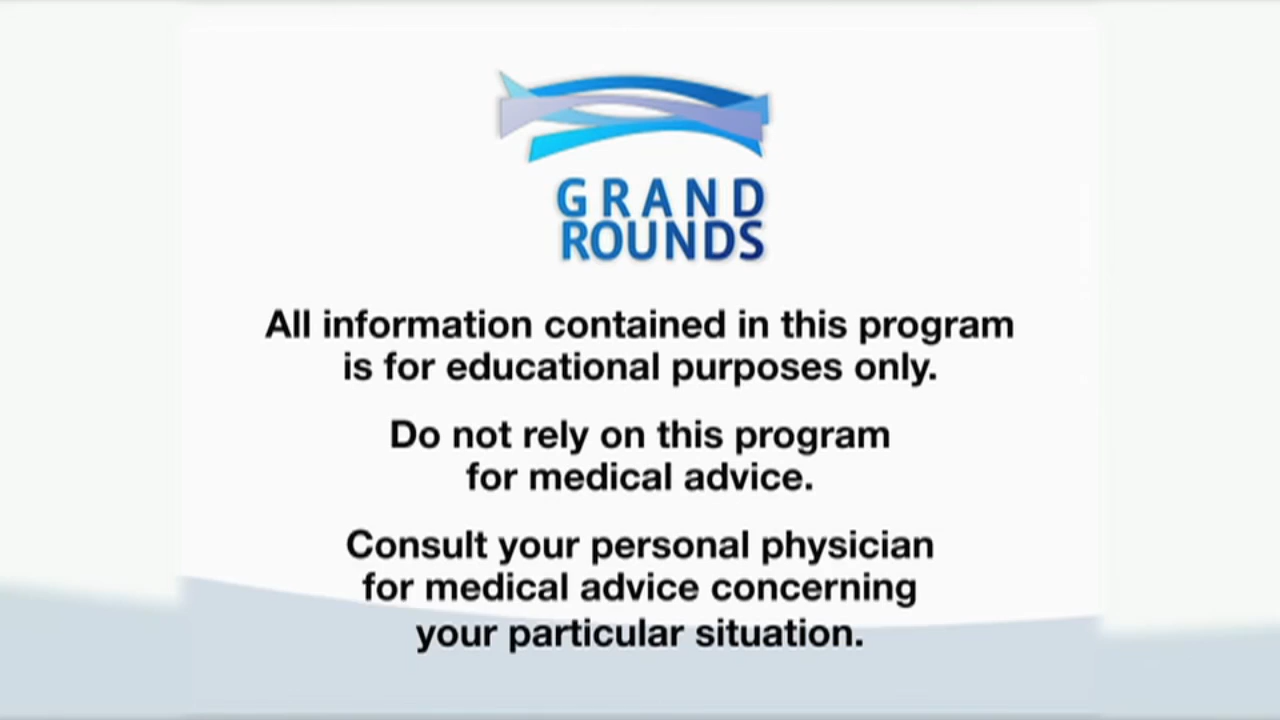 GRAND
ROUNDS
All information contained in this program
is for educational purposes only.
Do not rely on this program
for medical advice.
Consult your personal physician
for medical advice concerning
your particular situation.